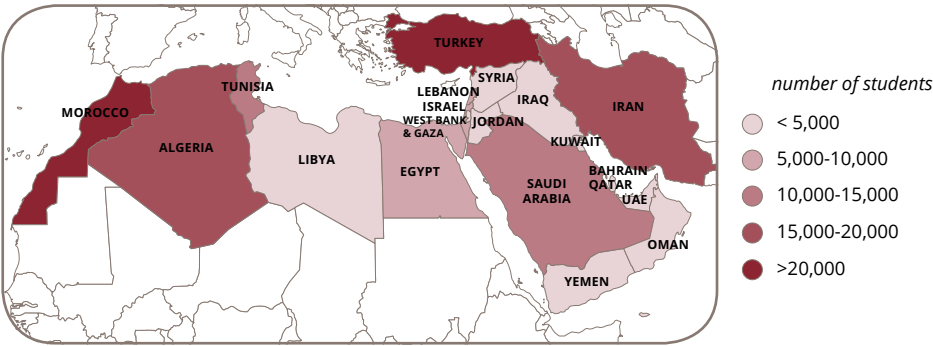 TURKEY
SYRIA
TUNISIA
LEBANON
IRAQ
ISRAEL
IRAN
MOROCCO
WEST BANK
& GAZA
JORDAN
KUWAIT
ALGERIA
LIBYA
EGYPT
BAHRAIN
QATAR
SAUDI
ARABIA
UAE
OMAN
YEMEN
number of students
< 5,000
5,000-10,000
10,000-15,000
15,000-20,000
>20,000